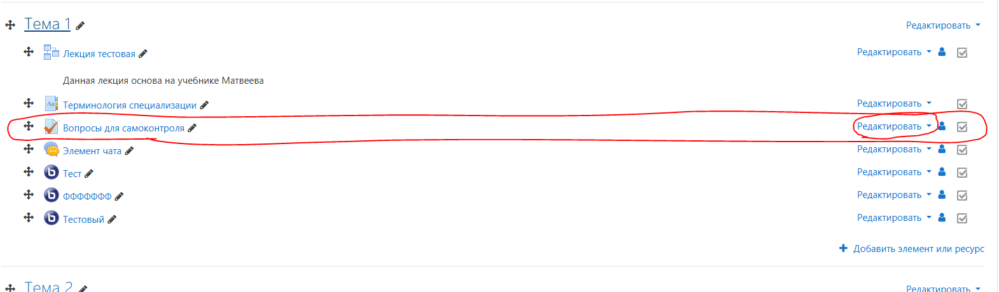 Тема 1 Редактировать
Лекция тестовая Редактировать
Данная лекция основа на учебнике Матвеева
Терминология специализации Редактировать
Вопросы для самоконтроля Редактировать
Элемент чата Редактировать
Тест Редактировать
ФФФФФФФ Редактировать
Тестовый Редактировать
Добавить элемент или ресурс
Тема 2 Редактировать